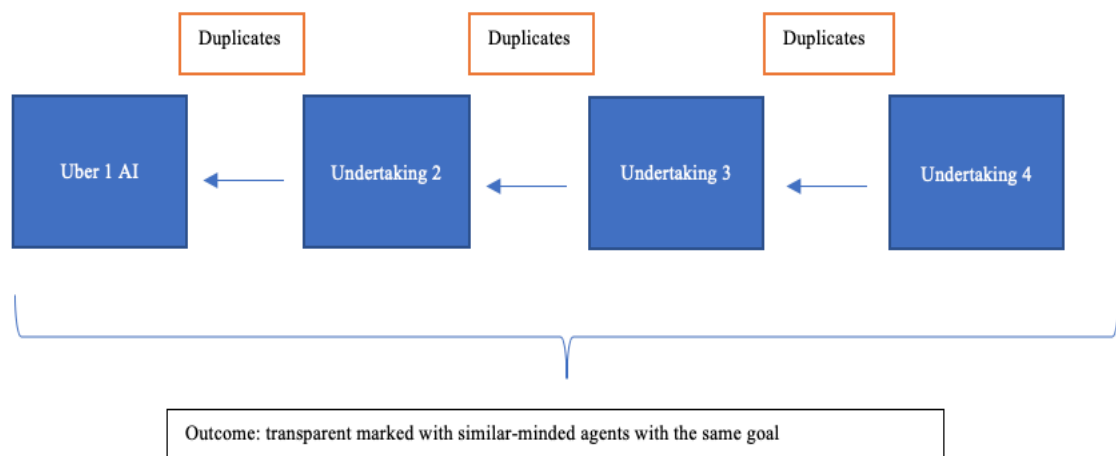 Duplicates
Duplicates
Duplicates
Uber 1 AI
Undertaking 2
Undertaking 3
Undertaking 4
Outcome: transparent marked with similar-minded agents with the same goal